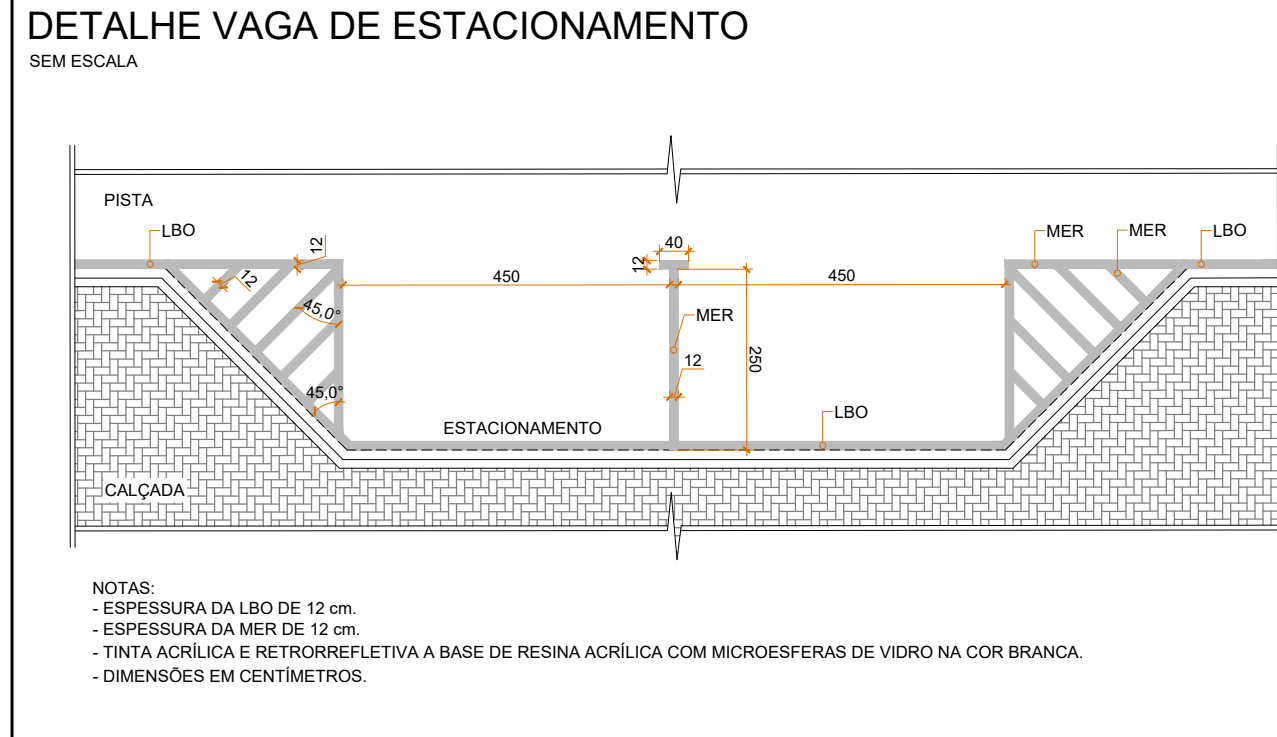 DETALHE VAGA DE ESTACIONAMENTO
SEM ESCALA
PISTA
LBO
12
40
MER
MER
LBO
12
12
450
450
45,0°
MER
250
12
45,0°
LBO
ESTACIONAMENTO
CALÇADA
NOTAS:
- ESPESSURA DA LBO DE 12 cm.
- ESPESSURA DA MER DE 12 cm.
- TINTA ACRÍLICA E RETRORREFLETIVA A BASE DE RESINA ACRÍLICA COM MICROESFERAS DE VIDRO NA COR BRANCA.
- DIMENSÕES EM CENTÍMETROS.